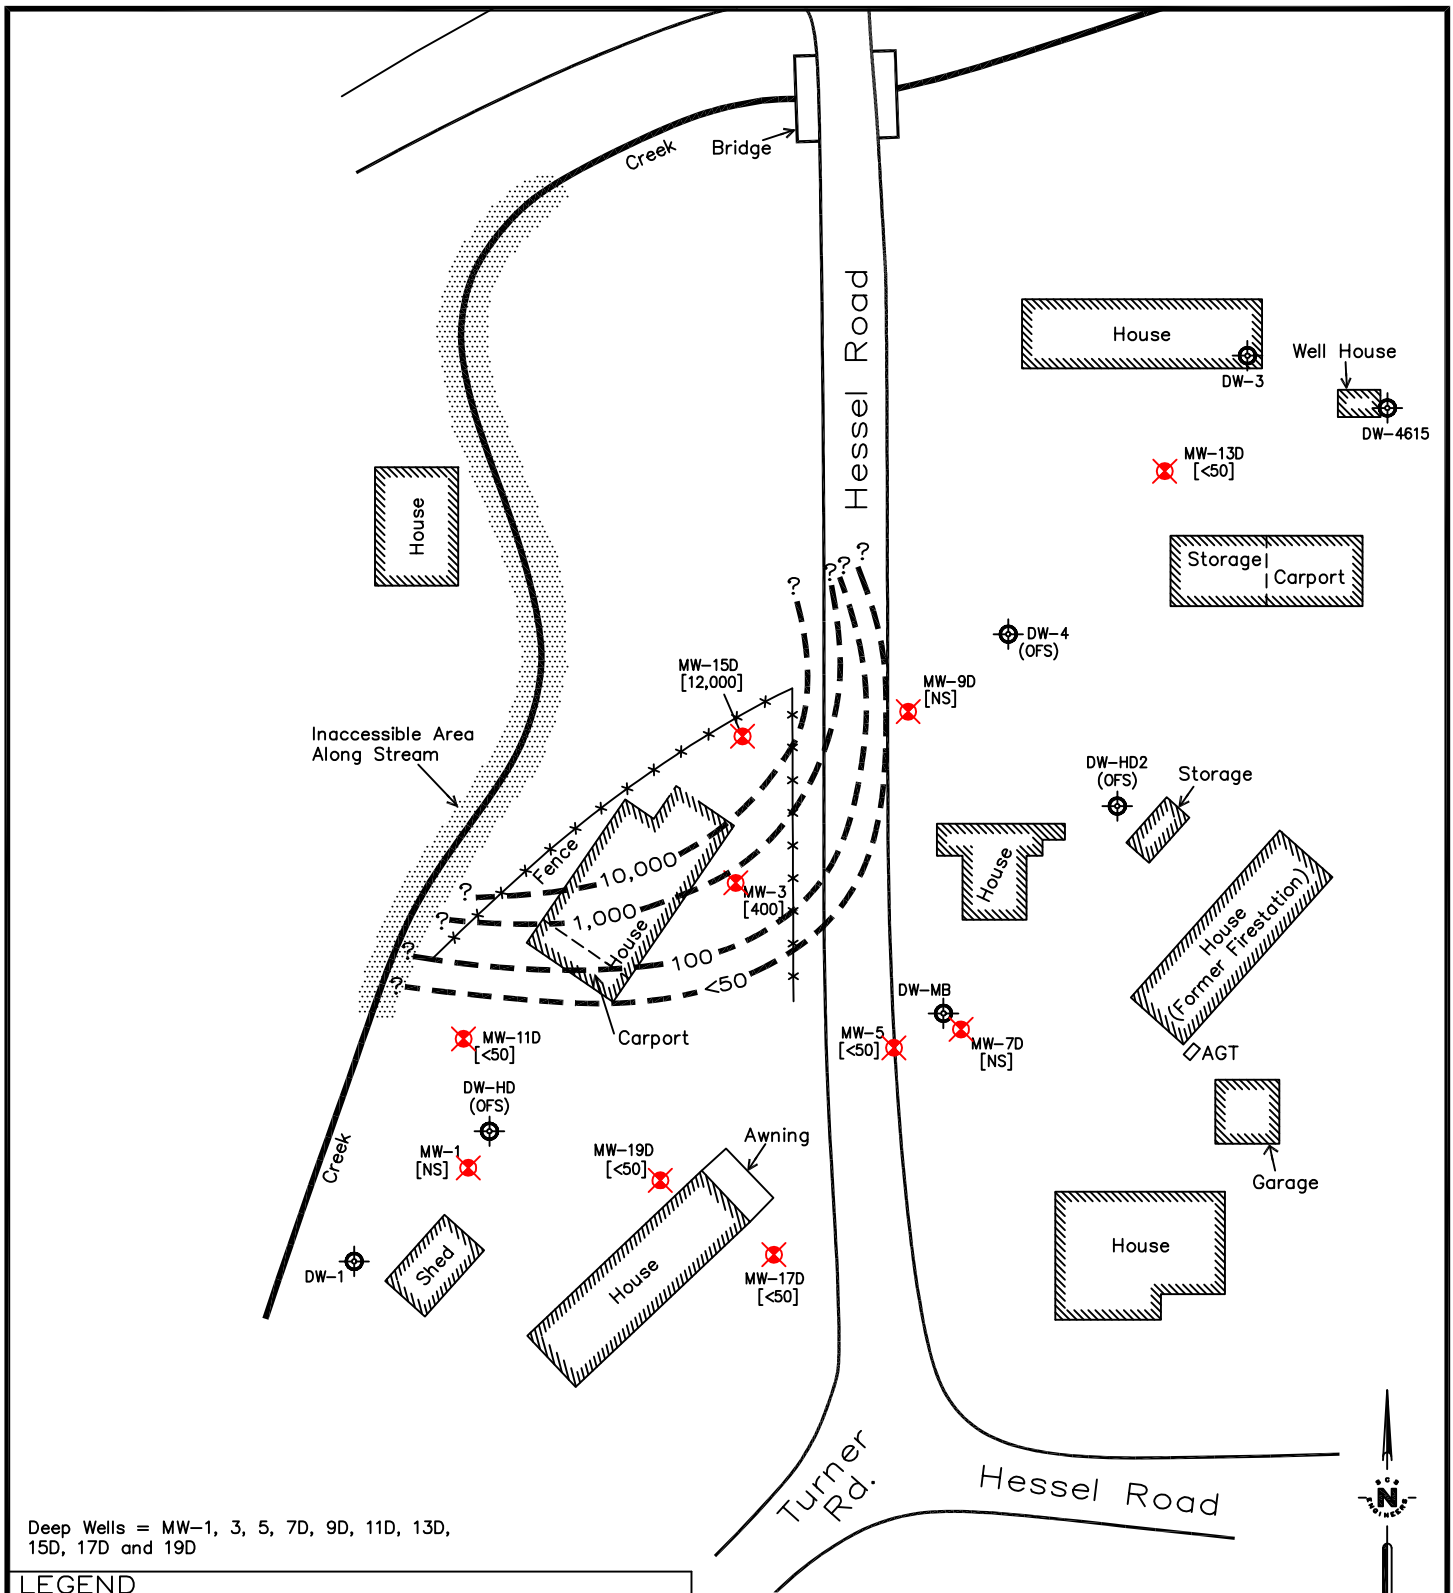 Creek
Bridge
Hessel Road
House
DW-3
Well House
DW-4615
MW-13D
[<50]
House
Storage
Carport
?
?
?
?
DW-4
(OFS)
MW-15D
[12,000]
MW-9D
[NS]
Inaccessible Area
Along Stream
DW-HD2
(OFS)
Storage
Fence
10,000
House
?
MW-3
[400]
1,000
?
House
House
(Former Firestation)
100
?
<50
?
DW-MB
Carport
MW-11D
[<50]
MW-5
[<50]
MW-7D
[NS]
AGT
DW-HD
(OFS)
Creek
MW-1
[NS]
MW-19D
[<50]
Awning
Garage
DW-1
Shed
House
MW-17D
[<50]
House
Turner
Rd.
Hessel Road
SCS
N
ENGINEERS
Deep Wells = MW-1, 3, 5, 7D, 9D, 11D, 13D,
15D, 17D and 19D
LEGEND